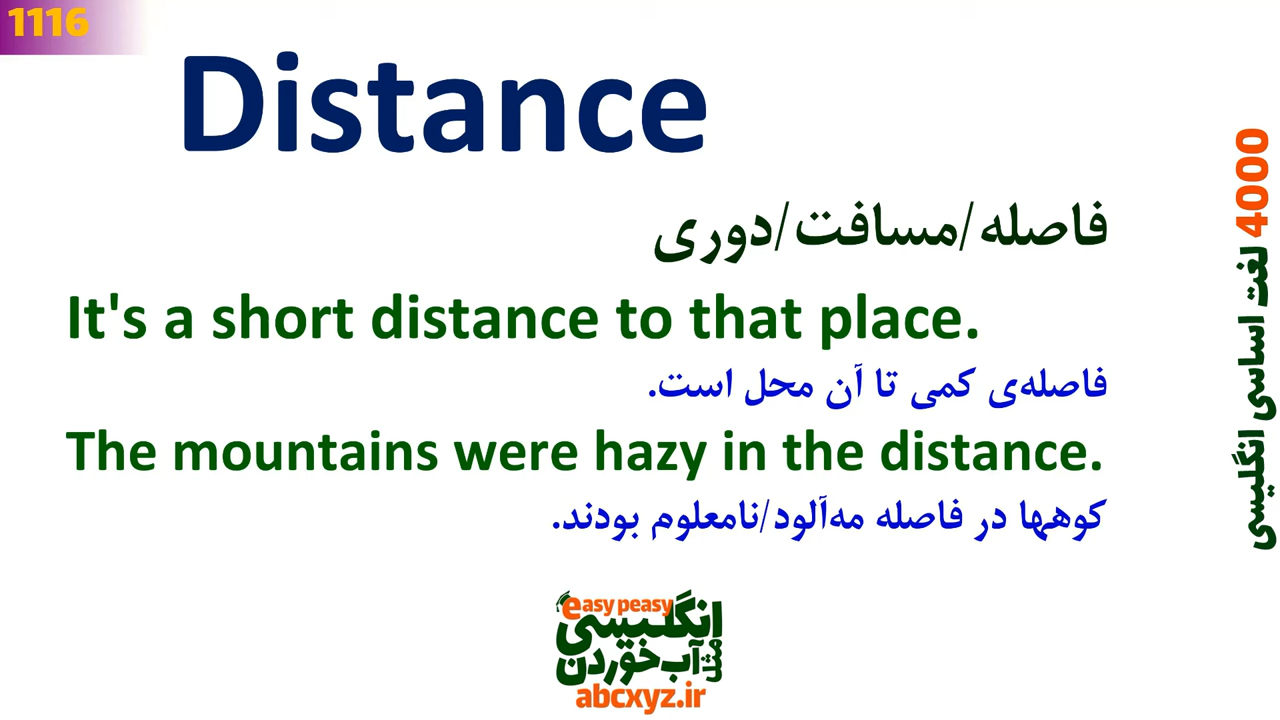 1116
Distance
فاصله/مسافت/دوری
It's a short distance to that place.
فاصله‌ی کمی تا آن محل است.
The mountains were hazy in the distance.
کوهها در فاصله مه‌آلود/نامعلوم بودند.
4000 لغت اساسی انگلیسی
easy peasy
انگلیسی
مثل آب خوردن
abcxyz.ir